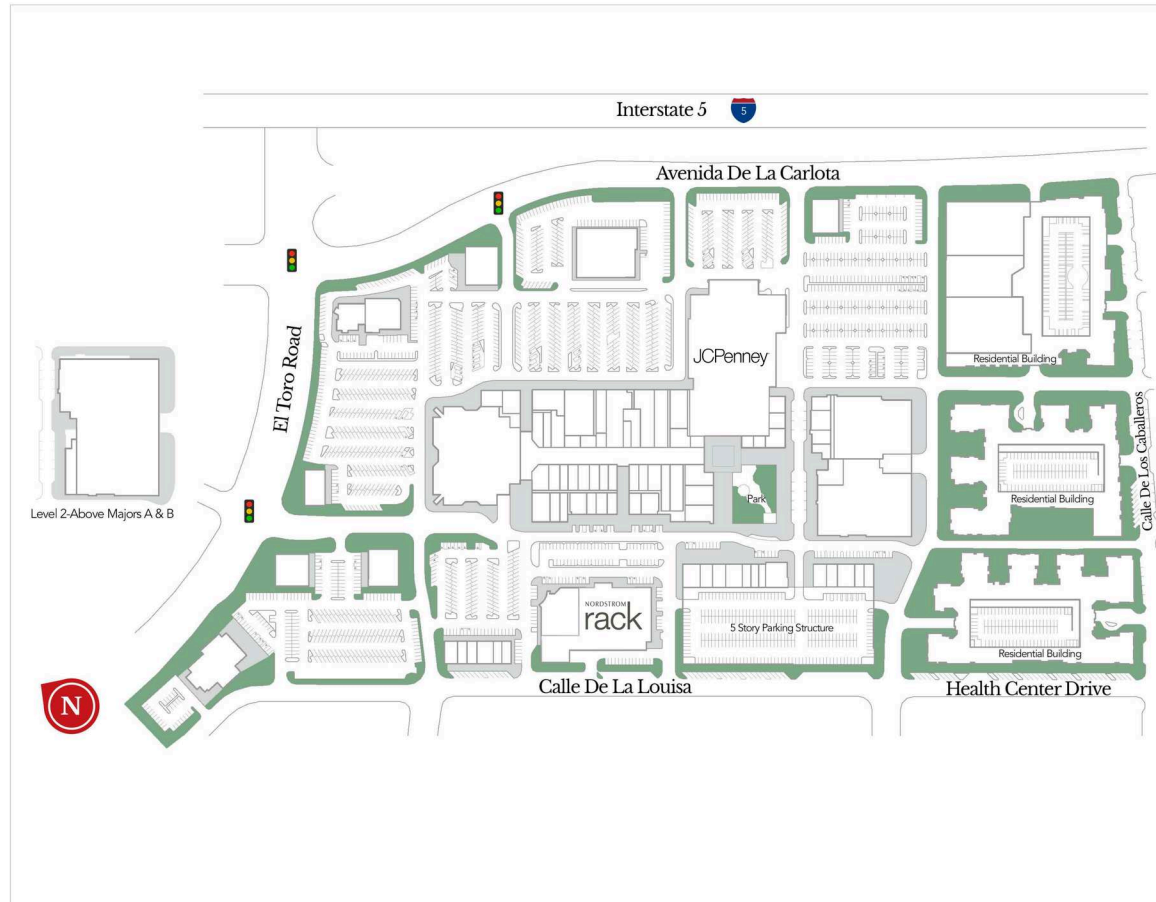 Interstate 5
5
Avenida De La Carlota
El Toro Road
JCPenney
Residential Building
Calle De Los Caballeros
Park
Residential Building
Level 2-Above Majors A & B
NORDSTROM
rack
5 Story Parking Structure
Residential Building
N
Calle De La Louisa
Health Center Drive